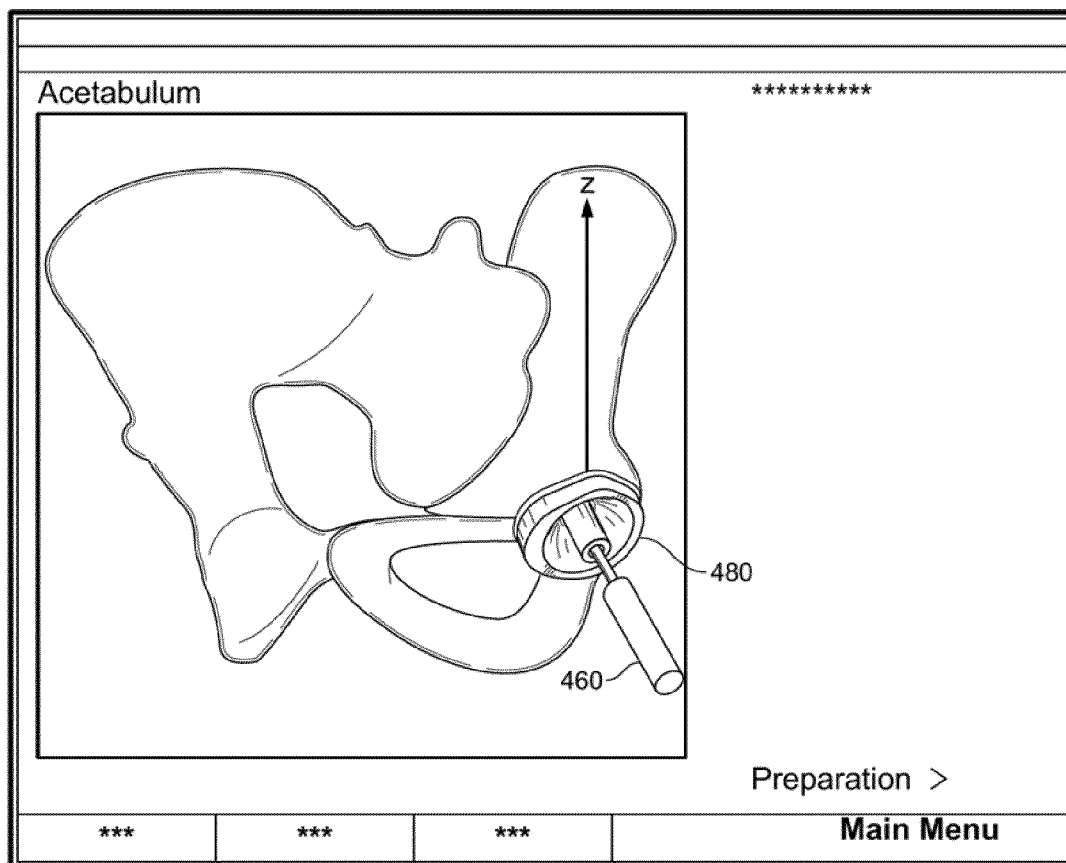 Acetabulum
**********
Z
480
460
Preparation >
*** *** *** Main Menu